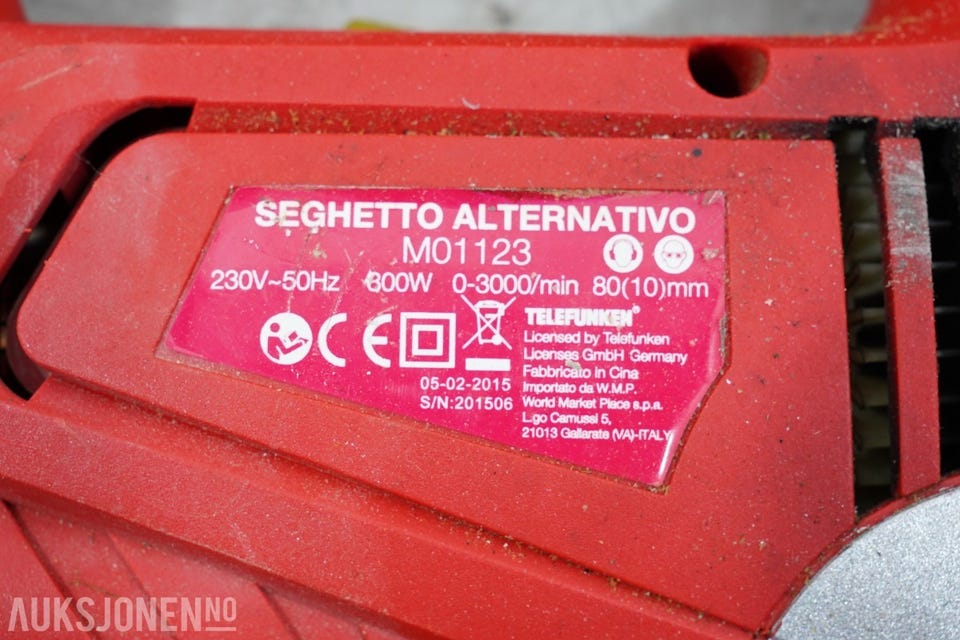 SEGHETTO ALTERNATIVO
M01123
230V~50Hz 800W 0-3000/min 80(10)mm
CE
TELEFUNKEN®
Licensed by Telefunken
Licenses GmbH Germany
Fabbricato in Cina
Importato da W.M.P.
World Market Place s.p.a.
L.go Camussi 5,
21013 Gallarate (VA)-ITALY
05-02-2015
S/N:201506
AUKSJONEN.NO